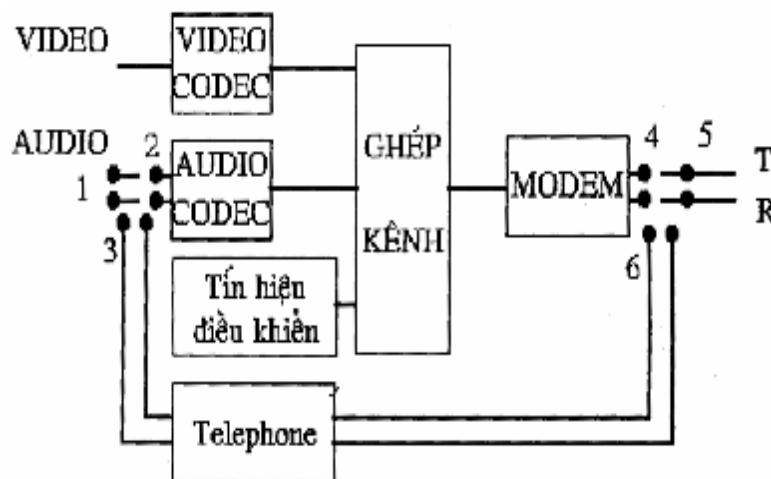 VIDEO
VIDEO
CODEC
AUDIO
1
2
3
AUDIO
CODEC
Tín hiệu
điều khiển
Telephone
GHÉP
KÊNH
MODEM
4
5
6
T
R